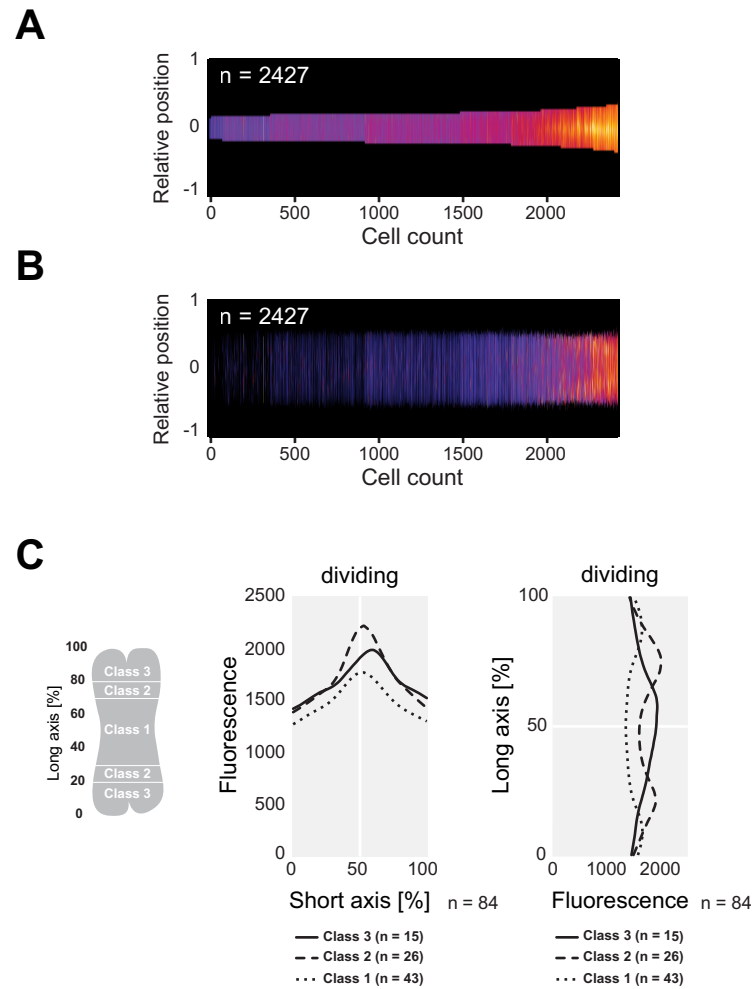 A
Relative position
1
0
-1
n = 2427
0 500 1000 1500 2000
Cell count
B
Relative position
1
0
-1
n = 2427
0 500 1000 1500 2000
Cell count
C
Long axis [%]
100
80
60
40
20
0
Class 3
Class 2
Class 1
Class 2
Class 3
dividing
Fluorescence
2500
2000
1500
1000
500
0
0 50 100
Short axis [%] n = 84
Class 3 (n = 15)
Class 2 (n = 26)
Class 1 (n = 43)
dividing
Long axis [%]
100
50
0
0 1000 2000
Fluorescence n = 84
Class 3 (n = 15)
Class 2 (n = 26)
Class 1 (n = 43)